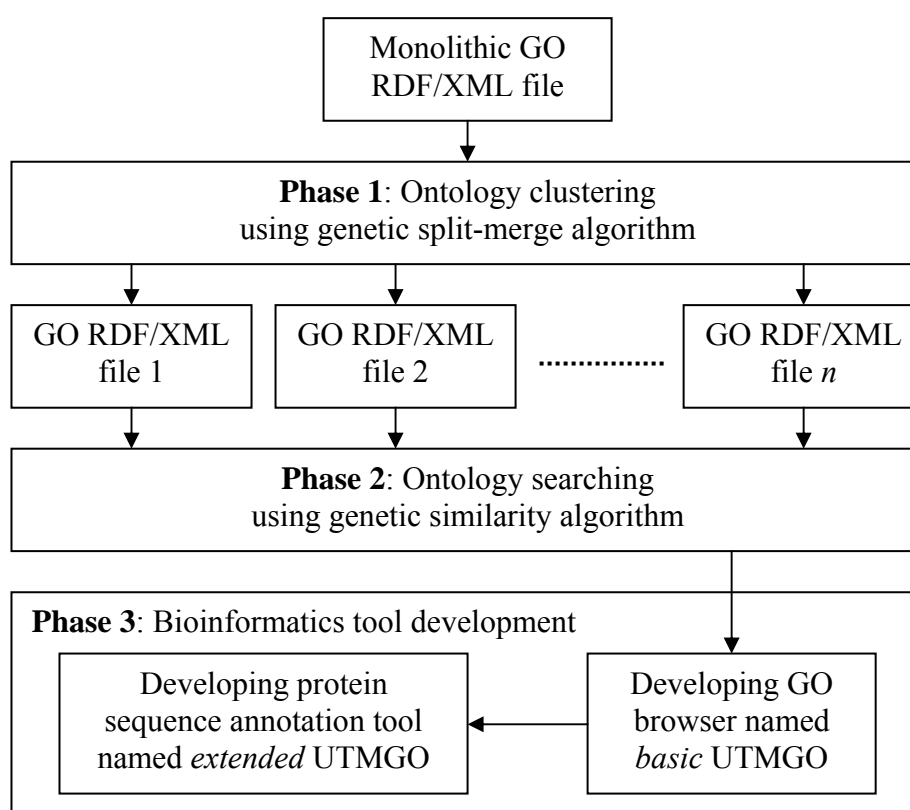 Monolithic GO
RDF/XML file
Phase 1: Ontology clustering
using genetic split-merge algorithm
GO RDF/XML
file 1
GO RDF/XML
file 2
....................
GO RDF/XML
file n
Phase 2: Ontology searching
using genetic similarity algorithm
Phase 3: Bioinformatics tool development
Developing protein
sequence annotation tool
named extended UTMGO
Developing GO
browser named
basic UTMGO